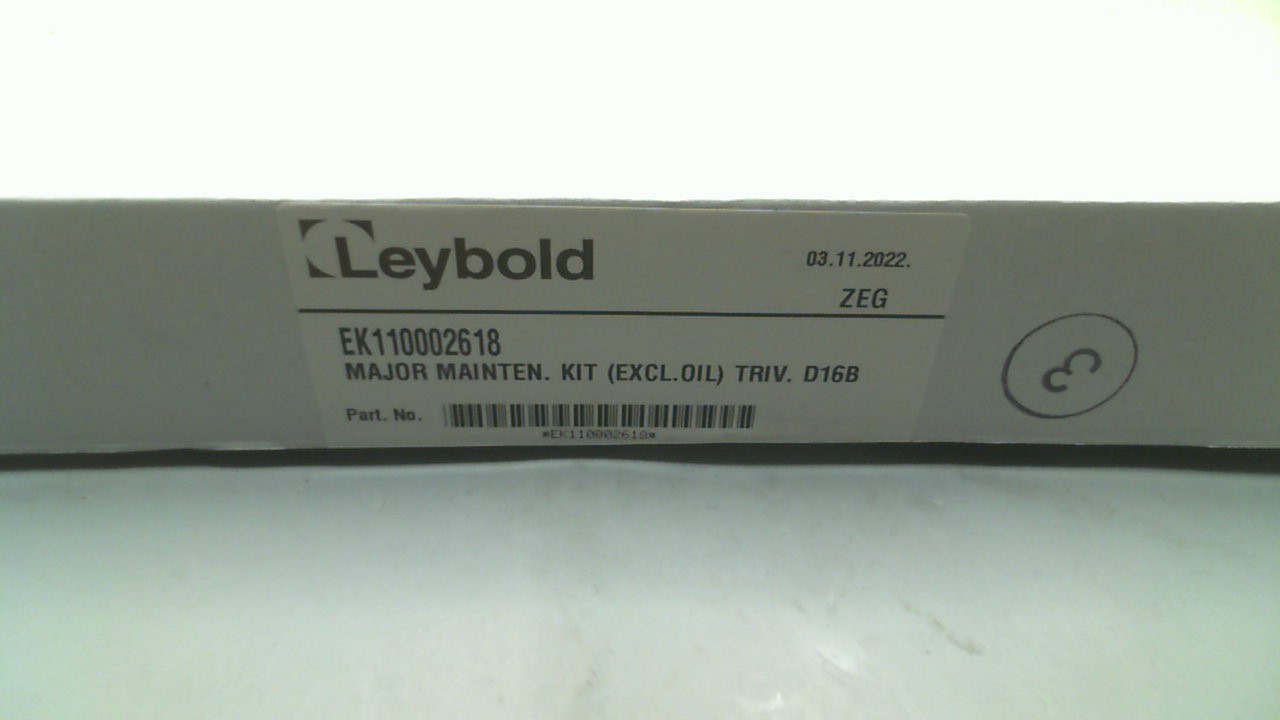 Leybold
03.11.2022.
ZEG
EK110002618
MAJOR MAINTEN. KIT (EXCL.OIL) TRIV. D16B
Part. No.
*EK110002618*